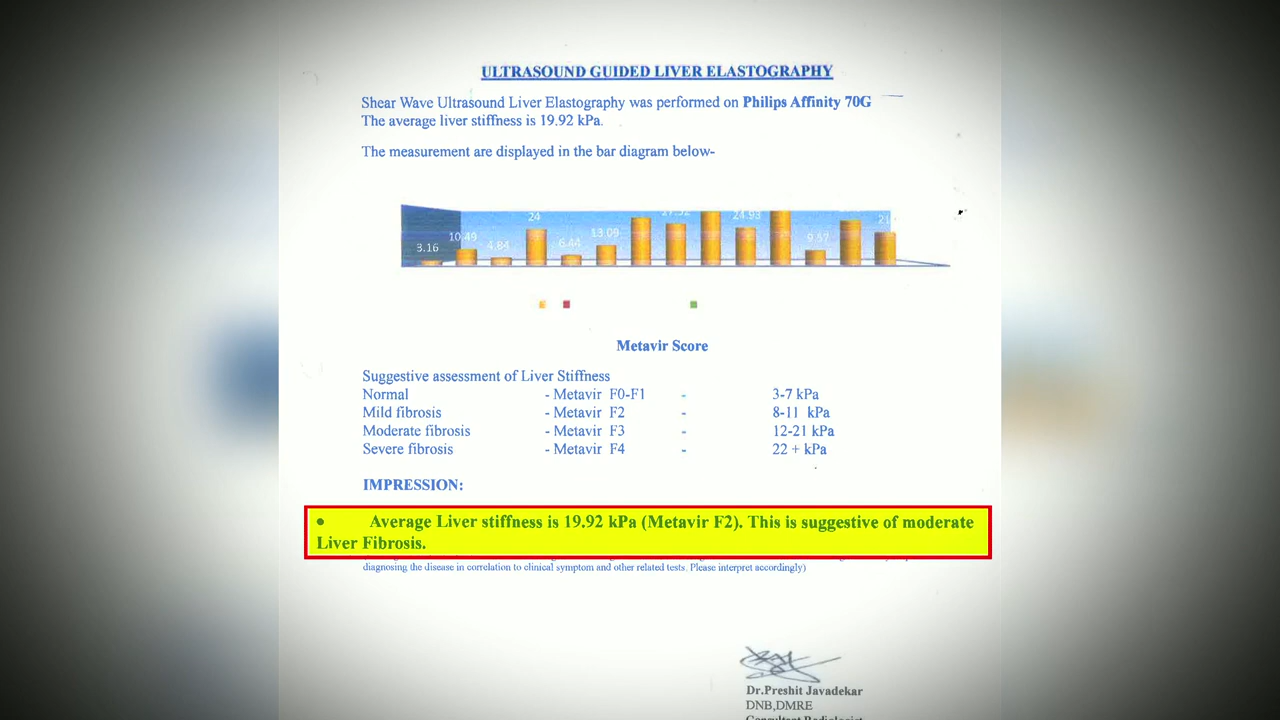 ULTRASOUND GUIDED LIVER ELASTOGRAPHY
Shear Wave Ultrasound Liver Elastography was performed on Philips Affinity 70G
The average liver stiffness is 19.92 kPa.
The measurement are displayed in the bar diagram below-
3.16 10.49 4.84 24 6.44 13.09 24.93 9.57
Metavir Score
Suggestive assessment of Liver Stiffness
Normal - Metavir F0-F1 - 3-7 kPa
Mild fibrosis - Metavir F2 - 8-11 kPa
Moderate fibrosis - Metavir F3 - 12-21 kPa
Severe fibrosis - Metavir F4 - 22 + kPa
IMPRESSION:
• Average Liver stiffness is 19.92 kPa (Metavir F2). This is suggestive of moderate
Liver Fibrosis.
diagnosing the disease in correlation to clinical symptom and other related tests. Please interpret accordingly)
Dr.Preshit Javadekar
DNB,DMRE
Consultant Radiologist